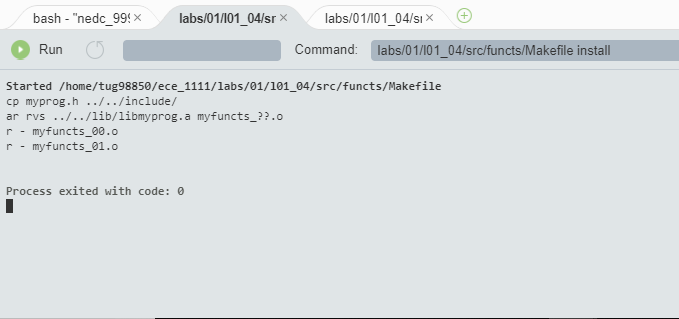 bash - "nedc_999
labs/01/l01_04/sr
labs/01/l01_04/sr
Run
Command:
labs/01/l01_04/src/functs/Makefile install
Started /home/tug98850/ece_1111/labs/01/l01_04/src/functs/Makefile
cp myprog.h ../../include/
ar rvs ../../lib/libmyprog.a myfuncts_??.o
r - myfuncts_00.o
r - myfuncts_01.o
Process exited with code: 0